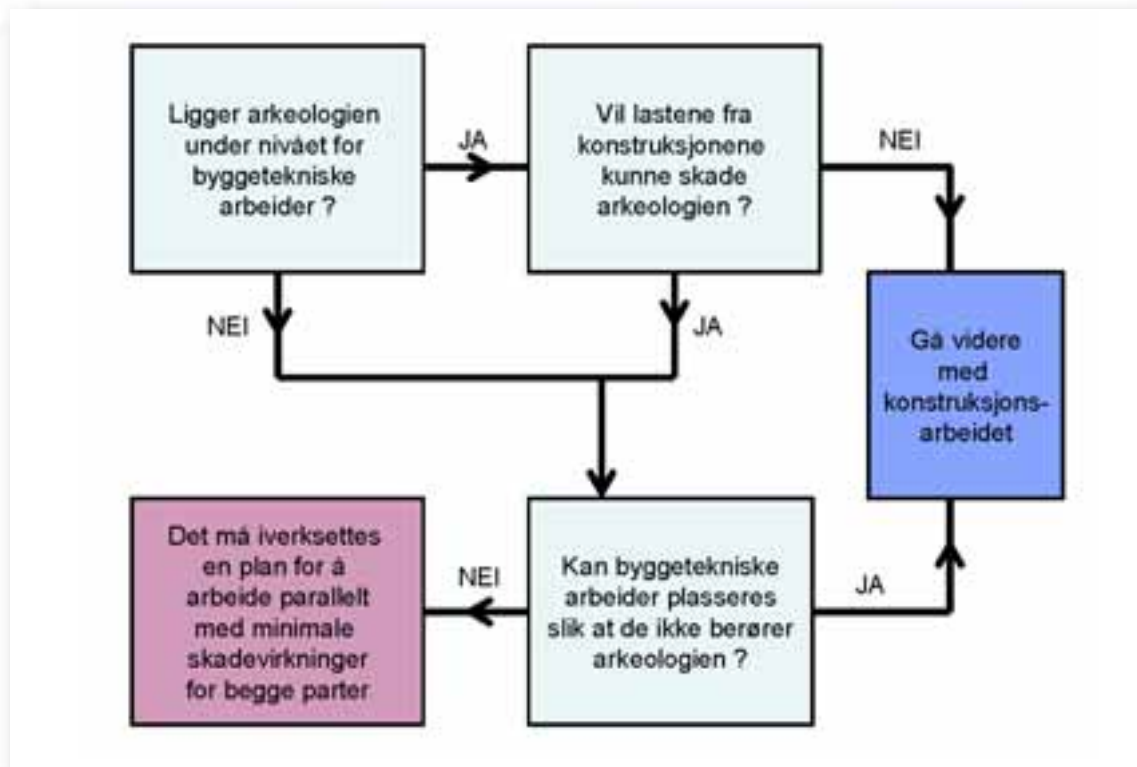 Ligger arkeologien
under nivået for
byggetekniske
arbeider ?
JA
Vil lastene fra
konstruksjonene
kunne skade
arkeologien ?
NEI
NEI
JA
Gå videre
med
konstruksjons-
arbeidet
Det må iverksettes
en plan for å
arbeide parallelt
med minimale
skadevirkninger
for begge parter
NEI
Kan byggetekniske
arbeider plasseres
slik at de ikke berører
arkeologien ?
JA